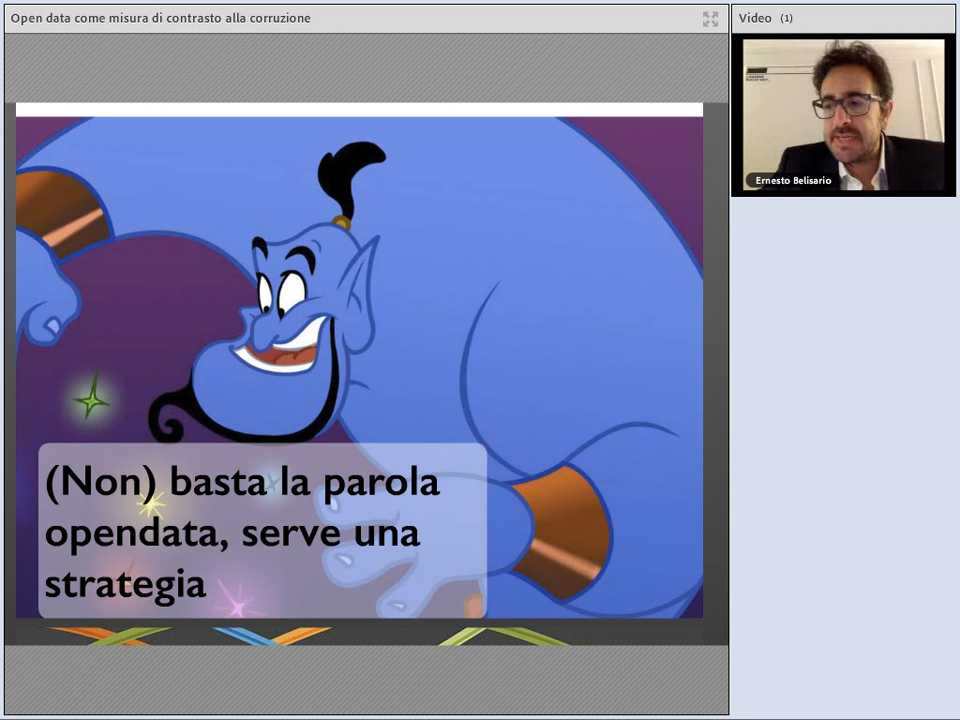 Open data come misura di contrasto alla corruzione
Video (1)
Ernesto Belisario
(Non) basta la parola
opendata, serve una
strategia